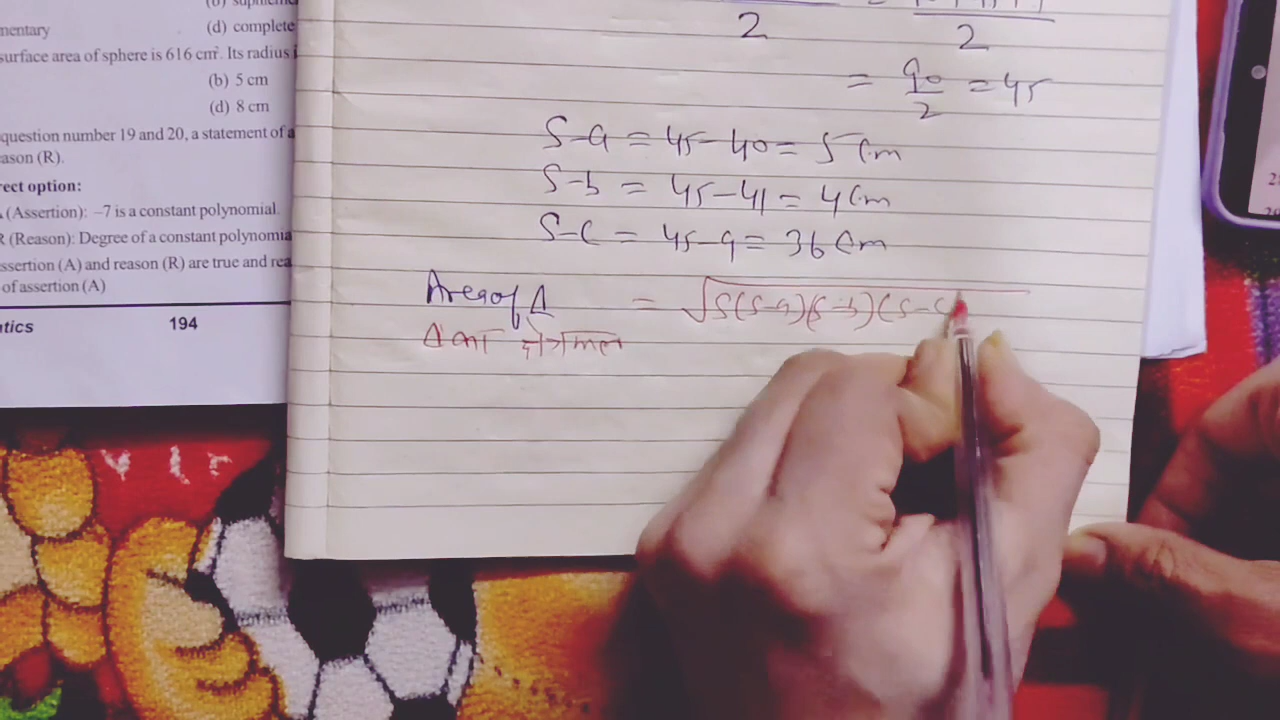 mentary
(d) complete
surface area of sphere is 616 cm². Its radius
(b) 5 cm
(d) 8 cm
question number 19 and 20, a statement of a
eason (R).
rect option:
(Assertion): –7 is a constant polynomial.
R (Reason): Degree of a constant polynomia
ssertion (A) and reason (R) are true and rea
of assertion (A)
tics 194
2 2
= 90/2 = 45
S-a = 45-40 = 5 Cm
S-b = 45-41 = 4 Cm
S-c = 45-9 = 36 Cm
Area of Δ = √S(S-a)(S-b)(S-c
Δ का